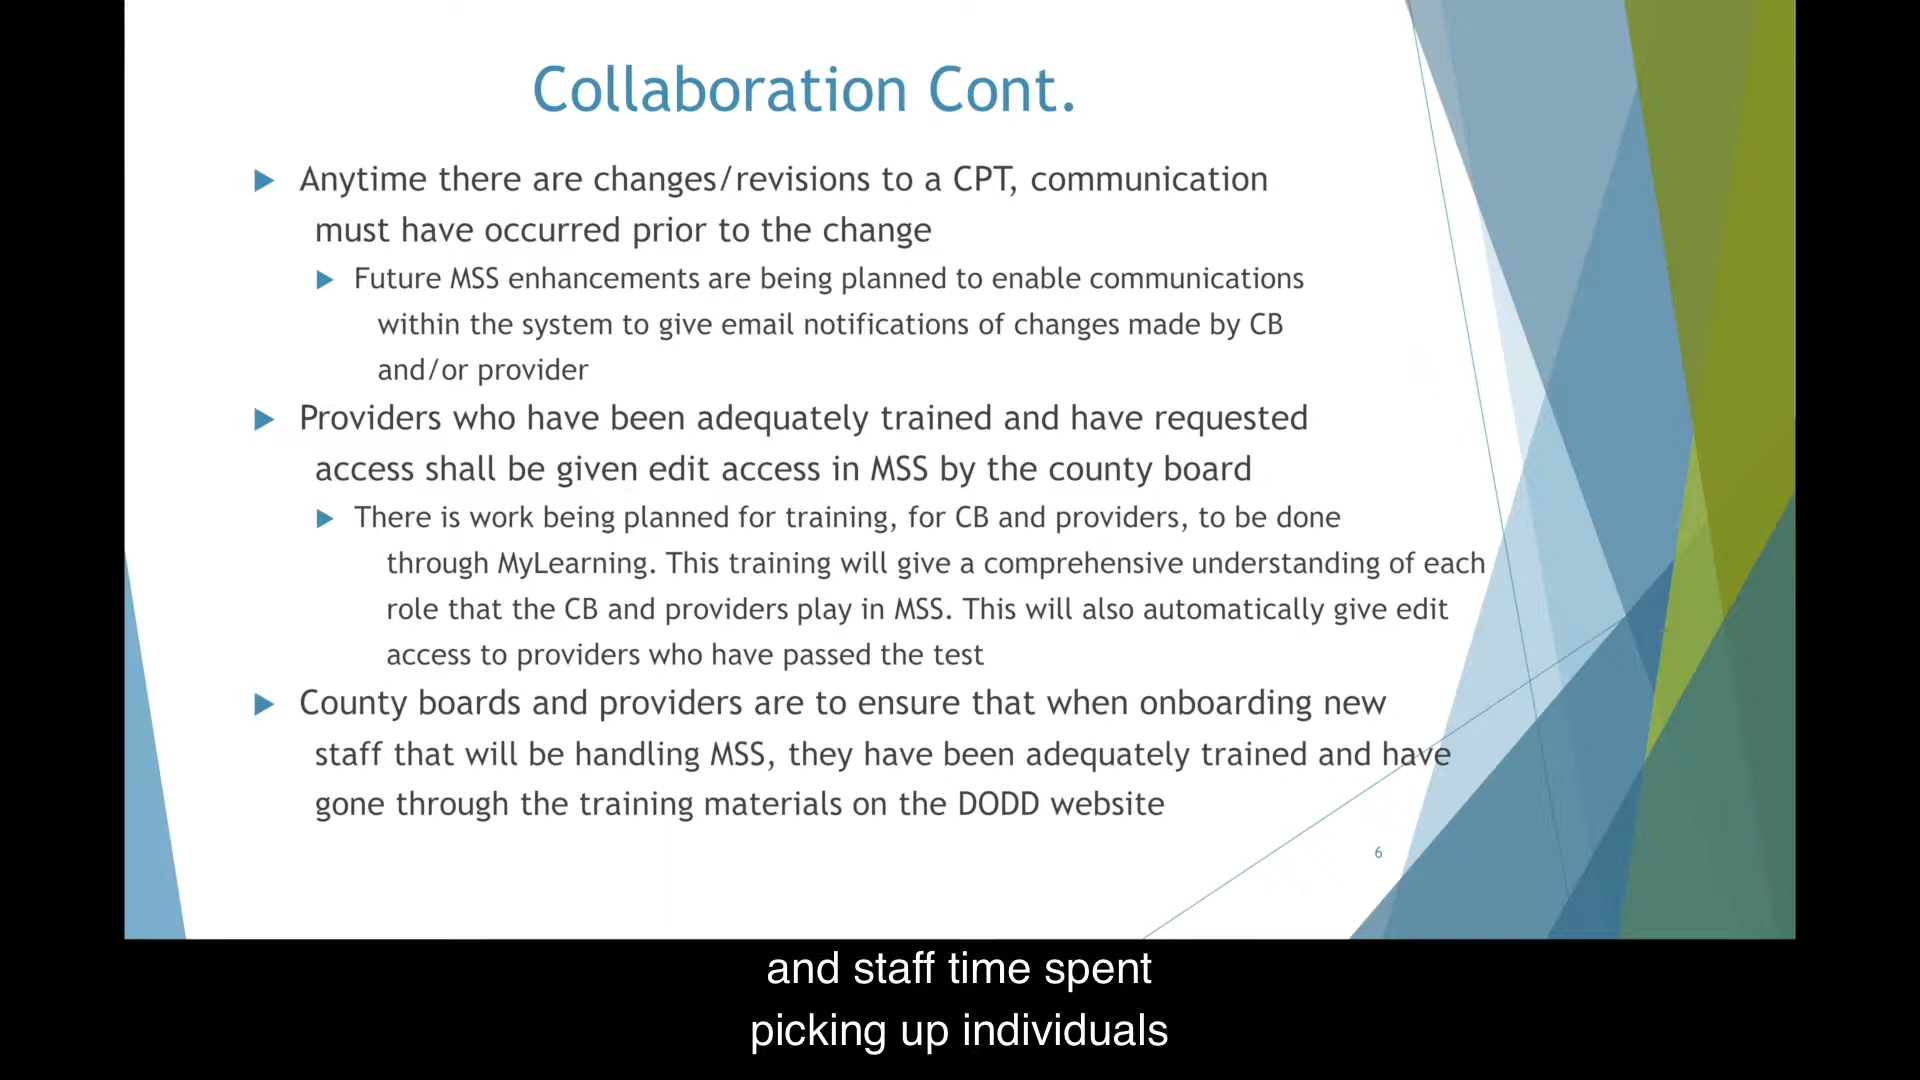 Collaboration Cont.
Anytime there are changes/revisions to a CPT, communication
must have occurred prior to the change
Future MSS enhancements are being planned to enable communications
within the system to give email notifications of changes made by CB
and/or provider
Providers who have been adequately trained and have requested
access shall be given edit access in MSS by the county board
There is work being planned for training, for CB and providers, to be done
through MyLearning. This training will give a comprehensive understanding of each
role that the CB and providers play in MSS. This will also automatically give edit
access to providers who have passed the test
County boards and providers are to ensure that when onboarding new
staff that will be handling MSS, they have been adequately trained and have
gone through the training materials on the DODD website
6
and staff time spent
picking up individuals